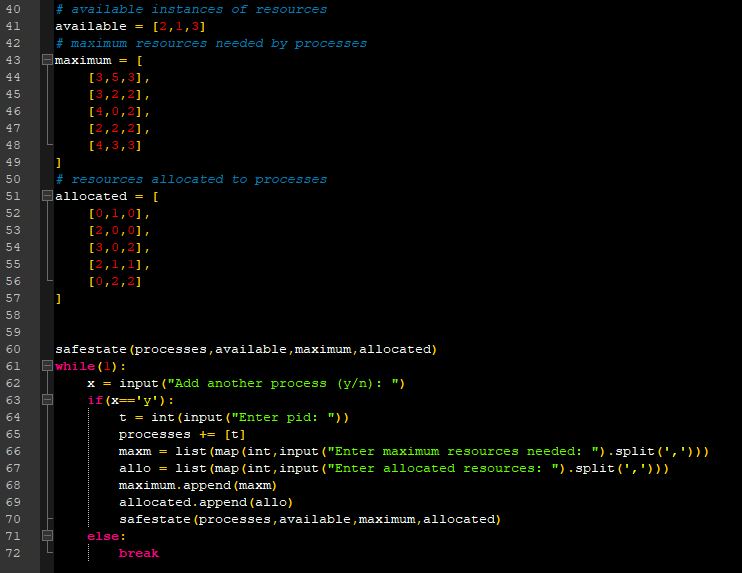 40 # available instances of resources
41 available = [2,1,3]
42 # maximum resources needed by processes
43 maximum = [
44 [3,5,3],
45 [3,2,2],
46 [4,0,2],
47 [2,2,2],
48 [4,3,3]
49 ]
50 # resources allocated to processes
51 allocated = [
52 [0,1,0],
53 [2,0,0],
54 [3,0,2],
55 [2,1,1],
56 [0,2,2]
57 ]
58
59
60 safestate(processes,available,maximum,allocated)
61 while(1):
62 x = input("Add another process (y/n): ")
63 if(x=='y'):
64 t = int(input("Enter pid: "))
65 processes += [t]
66 maxm = list(map(int,input("Enter maximum resources needed: ").split(',')))
67 allo = list(map(int,input("Enter allocated resources: ").split(',')))
68 maximum.append(maxm)
69 allocated.append(allo)
70 safestate(processes,available,maximum,allocated)
71 else:
72 break